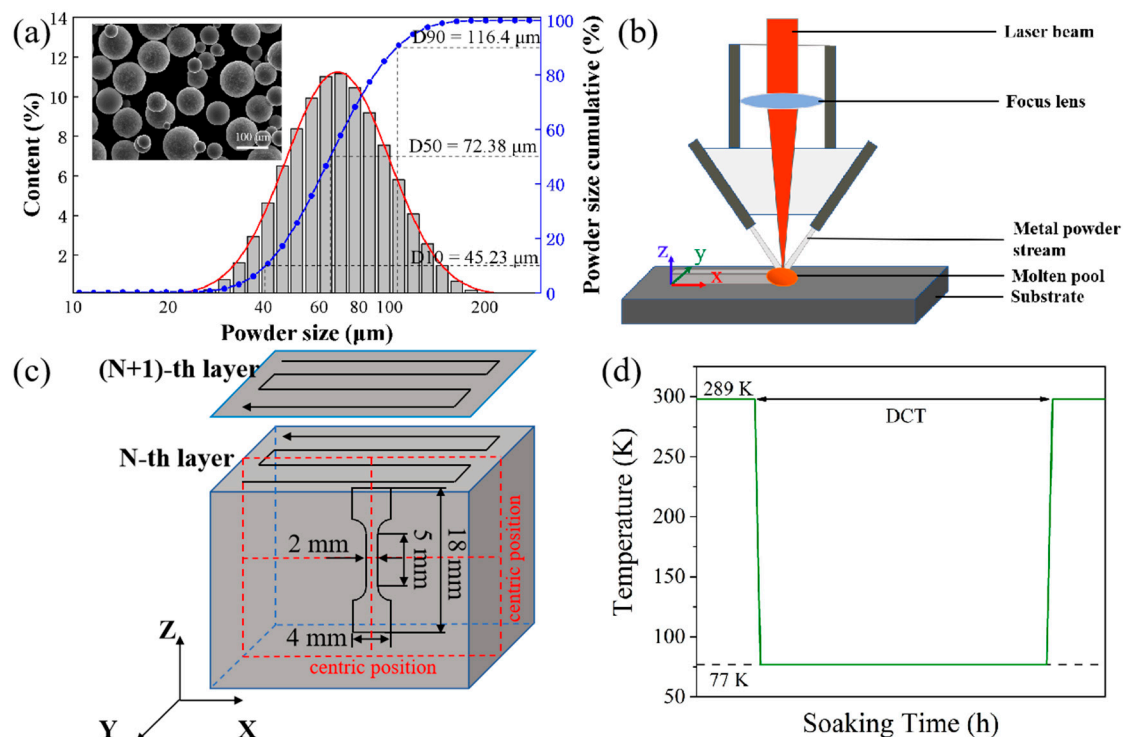 (a)
14
12
10
8
6
4
2
Content (%)
100 μm
D90 = 116.4 μm
D50 = 72.38 μm
D10 = 45.23 μm
100
80
60
40
20
0
Powder size cumulative (%)
10
20
40
60
80
100
200
Powder size (μm)
(b)
Laser beam
Focus lens
Metal powder
stream
Molten pool
Substrate
z
y
x
(c)
(N+1)-th layer
N-th layer
2 mm
5 mm
18 mm
4 mm
centric position
centric position
Z
Y
X
(d)
300
250
200
150
100
50
Temperature (K)
289 K
DCT
77 K
Soaking Time (h)